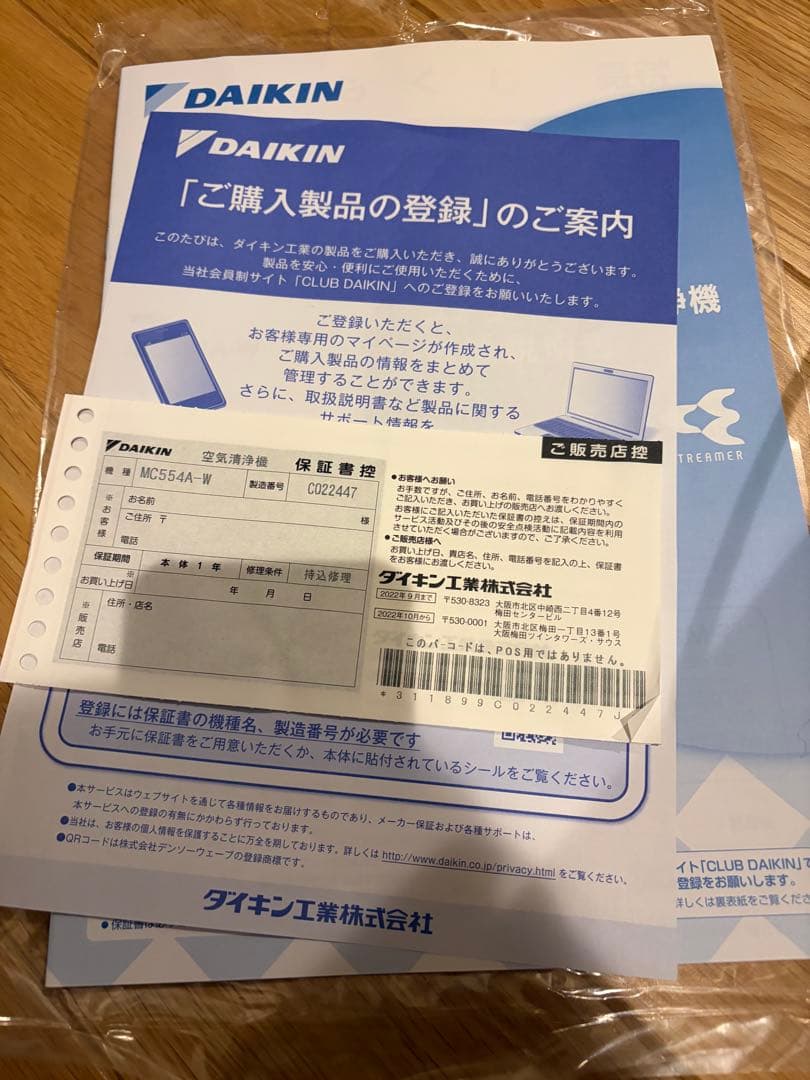 DAIKIN
DAIKIN
「ご購入製品の登録」のご案内
このたびは、ダイキン工業の製品をご購入いただき、誠にありがとうございます。
製品を安心・便利にご使用いただくために、
当社会員制サイト「CLUB DAIKIN」へのご登録をお願いいたします。
ご登録いただくと、
お客様専用のマイページが作成され、
ご購入製品の情報をまとめて
管理することができます。
さらに、取扱説明書など製品に関する
サポート情報を
浄機
STREAMER
DAIKIN 空気清浄機 保証書控
ご販売店控
機種 MC554A-W 製造番号 C022447
※お客様
お名前 様
ご住所 〒
電話
保証期間 本体1年 修理条件 持込修理
※お買い上げ日 年 月 日
※販売店
住所・店名
電話
●お客様へお願い
お手数ですが、ご住所、お名前、電話番号をわかりやすく
ご記入いただき、お買い上げの販売店へお渡しください。
お客様にご記入いただいた保証書の控えは、保証期間内の
サービス活動及びその後の安全点検活動に記載内容を利用
させていただく場合がございますので、ご了承ください。
●ご販売店様へ
お買い上げ日、貴店名、住所、電話番号を記入の上、保証書
をお客様にお渡しください。
ダイキン工業株式会社
2022年9月まで 〒530-8323 大阪市北区中崎西二丁目4番12号
梅田センタービル
2022年10月から 〒530-0001 大阪市北区梅田一丁目13番1号
大阪梅田ツインタワーズ・サウス
このバーコードは、POS用ではありません。
*311899C022447J
登録には保証書の機種名、製造番号が必要です
お手元に保証書をご用意いただくか、本体に貼付されているシールをご覧ください。
●本サービスはウェブサイトを通じて各種情報をお届けするものであり、メーカー保証および各種サポートは、
本サービスへの登録の有無にかかわらず行っております。
●当社は、お客様の個人情報を保護することに万全を期しております。詳しくは http://www.daikin.co.jp/privacy.html をご覧ください。
●QRコードは株式会社デンソーウェーブの登録商標です。
ダイキン工業株式会社
イト「CLUB DAIKIN」で
登録をお願いします。
詳しくは裏表紙をご覧くださ
●保証書は